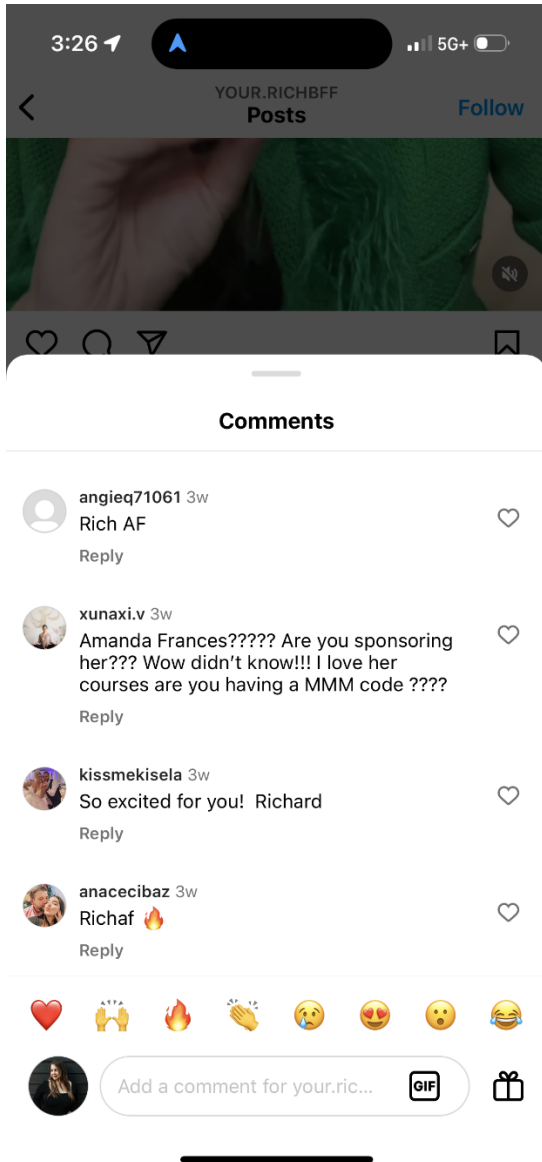 3:26
5G+
YOUR.RICHBFF
Posts
Follow
Comments
angieq71061 3w
Rich AF
Reply
xunaxi.v 3w
Amanda Frances????? Are you sponsoring
her??? Wow didn’t know!!! I love her
courses are you having a MMM code ????
Reply
kissmekisela 3w
So excited for you!  Richard
Reply
anacecibaz 3w
Richaf 🔥
Reply
Add a comment for your.ric...
GIF